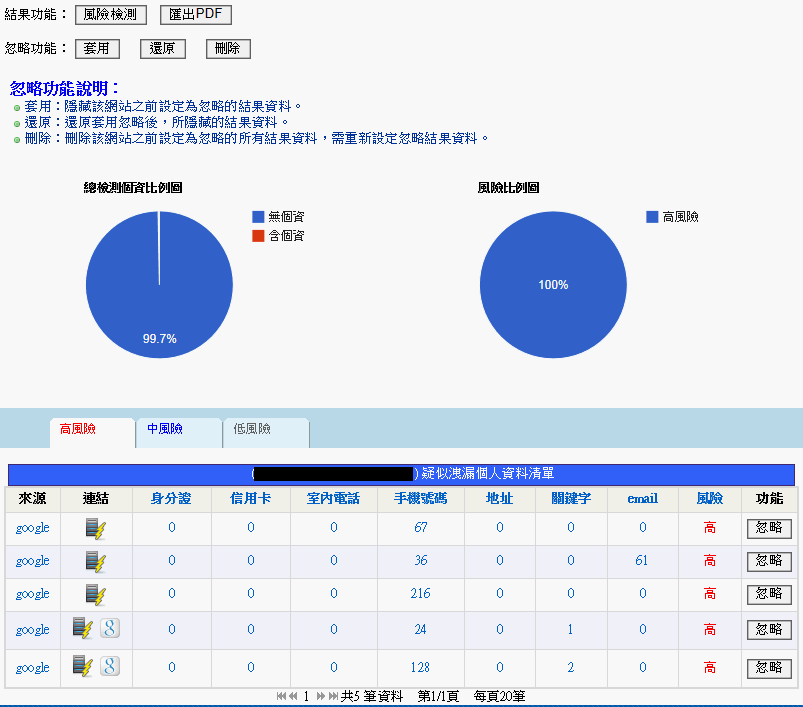 結果功能： 風險檢測 匯出PDF
忽略功能： 套用 還原 刪除
忽略功能說明：
套用：隱藏該網站之前設定為忽略的結果資料。
還原：還原套用忽略後，所隱藏的結果資料。
刪除：刪除該網站之前設定為忽略的所有結果資料，需重新設定忽略結果資料。
總檢測個資比例圖
無個資
含個資
99.7%
風險比例圖
高風險
100%
高風險 中風險 低風險
( ) 疑似洩漏個人資料清單
來源 連結 身分證 信用卡 室內電話 手機號碼 地址 關鍵字 email 風險 功能
google 0 0 0 67 0 0 0 高 忽略
google 0 0 0 36 0 0 61 高 忽略
google 0 0 0 216 0 0 0 高 忽略
google 8 0 0 0 24 0 1 0 高 忽略
google 8 0 0 0 128 0 2 0 高 忽略
1 共5 筆資料 第1/1頁 每頁20筆